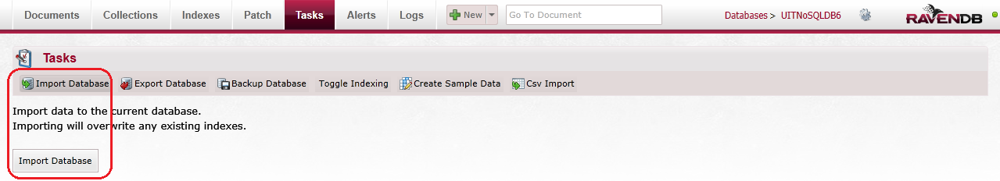 Documents Collections Indexes Patch Tasks Alerts Logs New Go To Document Databases > UITNoSQLDB6 RAVENDB
Tasks
Import Database Export Database Backup Database Toggle Indexing Create Sample Data Csv Import
Import data to the current database.
Importing will overwrite any existing indexes.
Import Database